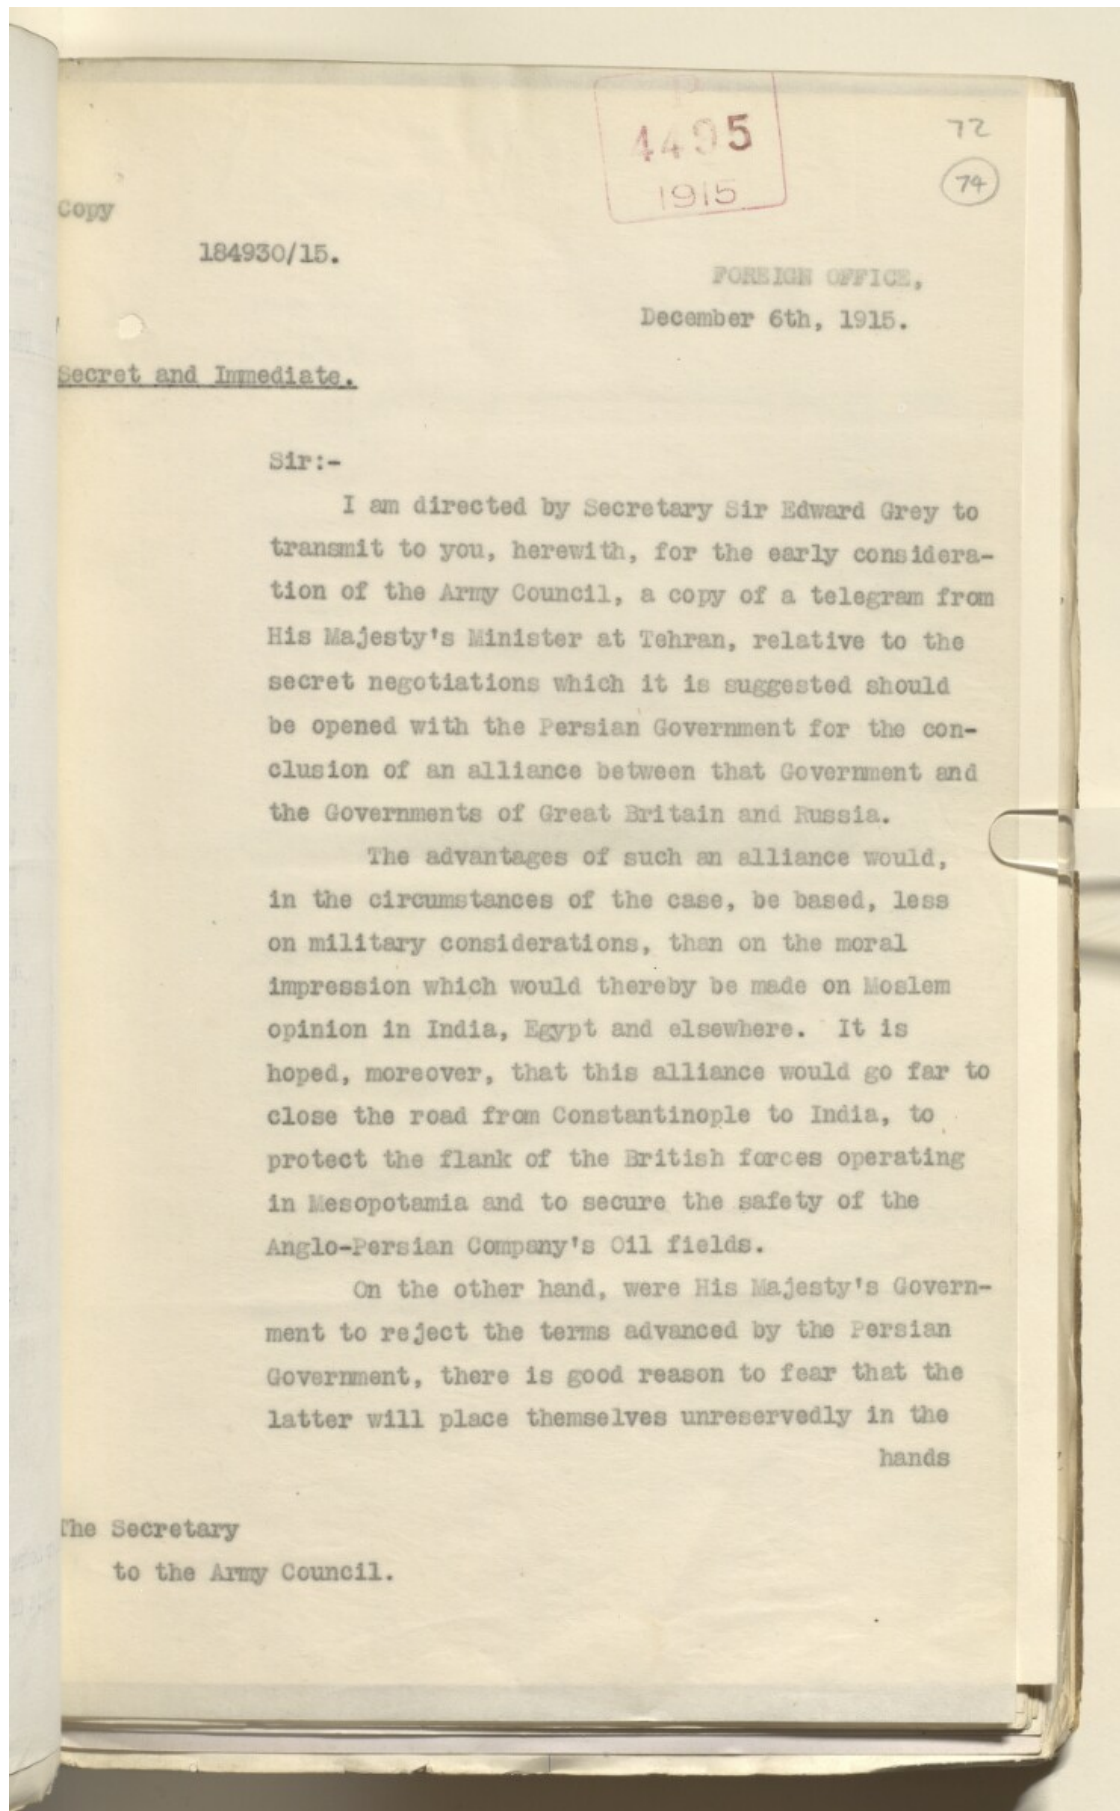 P
4495
1915
72
74
Copy
184930/15.
FOREIGN OFFICE,
December 6th, 1915.
Secret and Immediate.
Sir:-
I am directed by Secretary Sir Edward Grey to
transmit to you, herewith, for the early considera-
tion of the Army Council, a copy of a telegram from
His Majesty's Minister at Tehran, relative to the
secret negotiations which it is suggested should
be opened with the Persian Government for the con-
clusion of an alliance between that Government and
the Governments of Great Britain and Russia.
The advantages of such an alliance would,
in the circumstances of the case, be based, less
on military considerations, than on the moral
impression which would thereby be made on Moslem
opinion in India, Egypt and elsewhere. It is
hoped, moreover, that this alliance would go far to
close the road from Constantinople to India, to
protect the flank of the British forces operating
in Mesopotamia and to secure the safety of the
Anglo-Persian Company's Oil fields.
On the other hand, were His Majesty's Govern-
ment to reject the terms advanced by the Persian
Government, there is good reason to fear that the
latter will place themselves unreservedly in the
hands
The Secretary
to the Army Council.